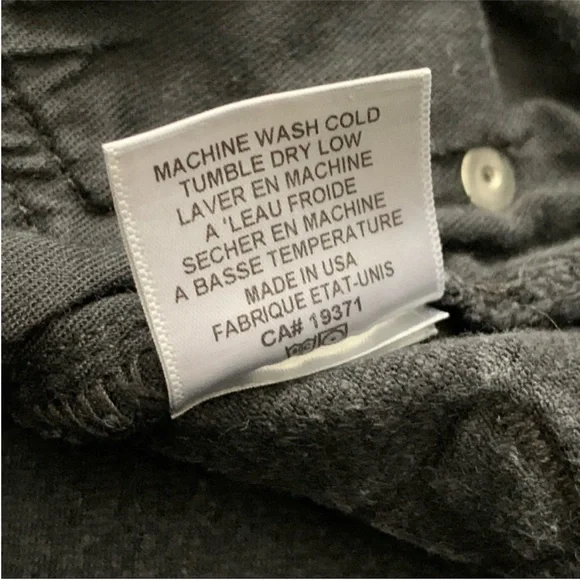 MACHINE WASH COLD
TUMBLE DRY LOW
LAVER EN MACHINE
A 'LEAU FROIDE
SECHER EN MACHINE
A BASSE TEMPERATURE
MADE IN USA
FABRIQUE ETAT-UNIS
CA# 19371